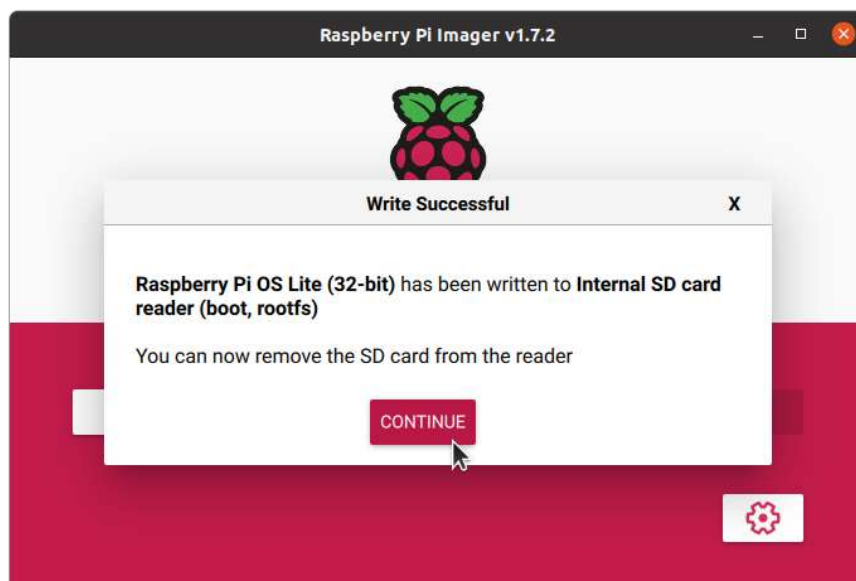 Raspberry Pi Imager v1.7.2
Write Successful
X
Raspberry Pi OS Lite (32-bit) has been written to Internal SD card
reader (boot, rootfs)
You can now remove the SD card from the reader
CONTINUE